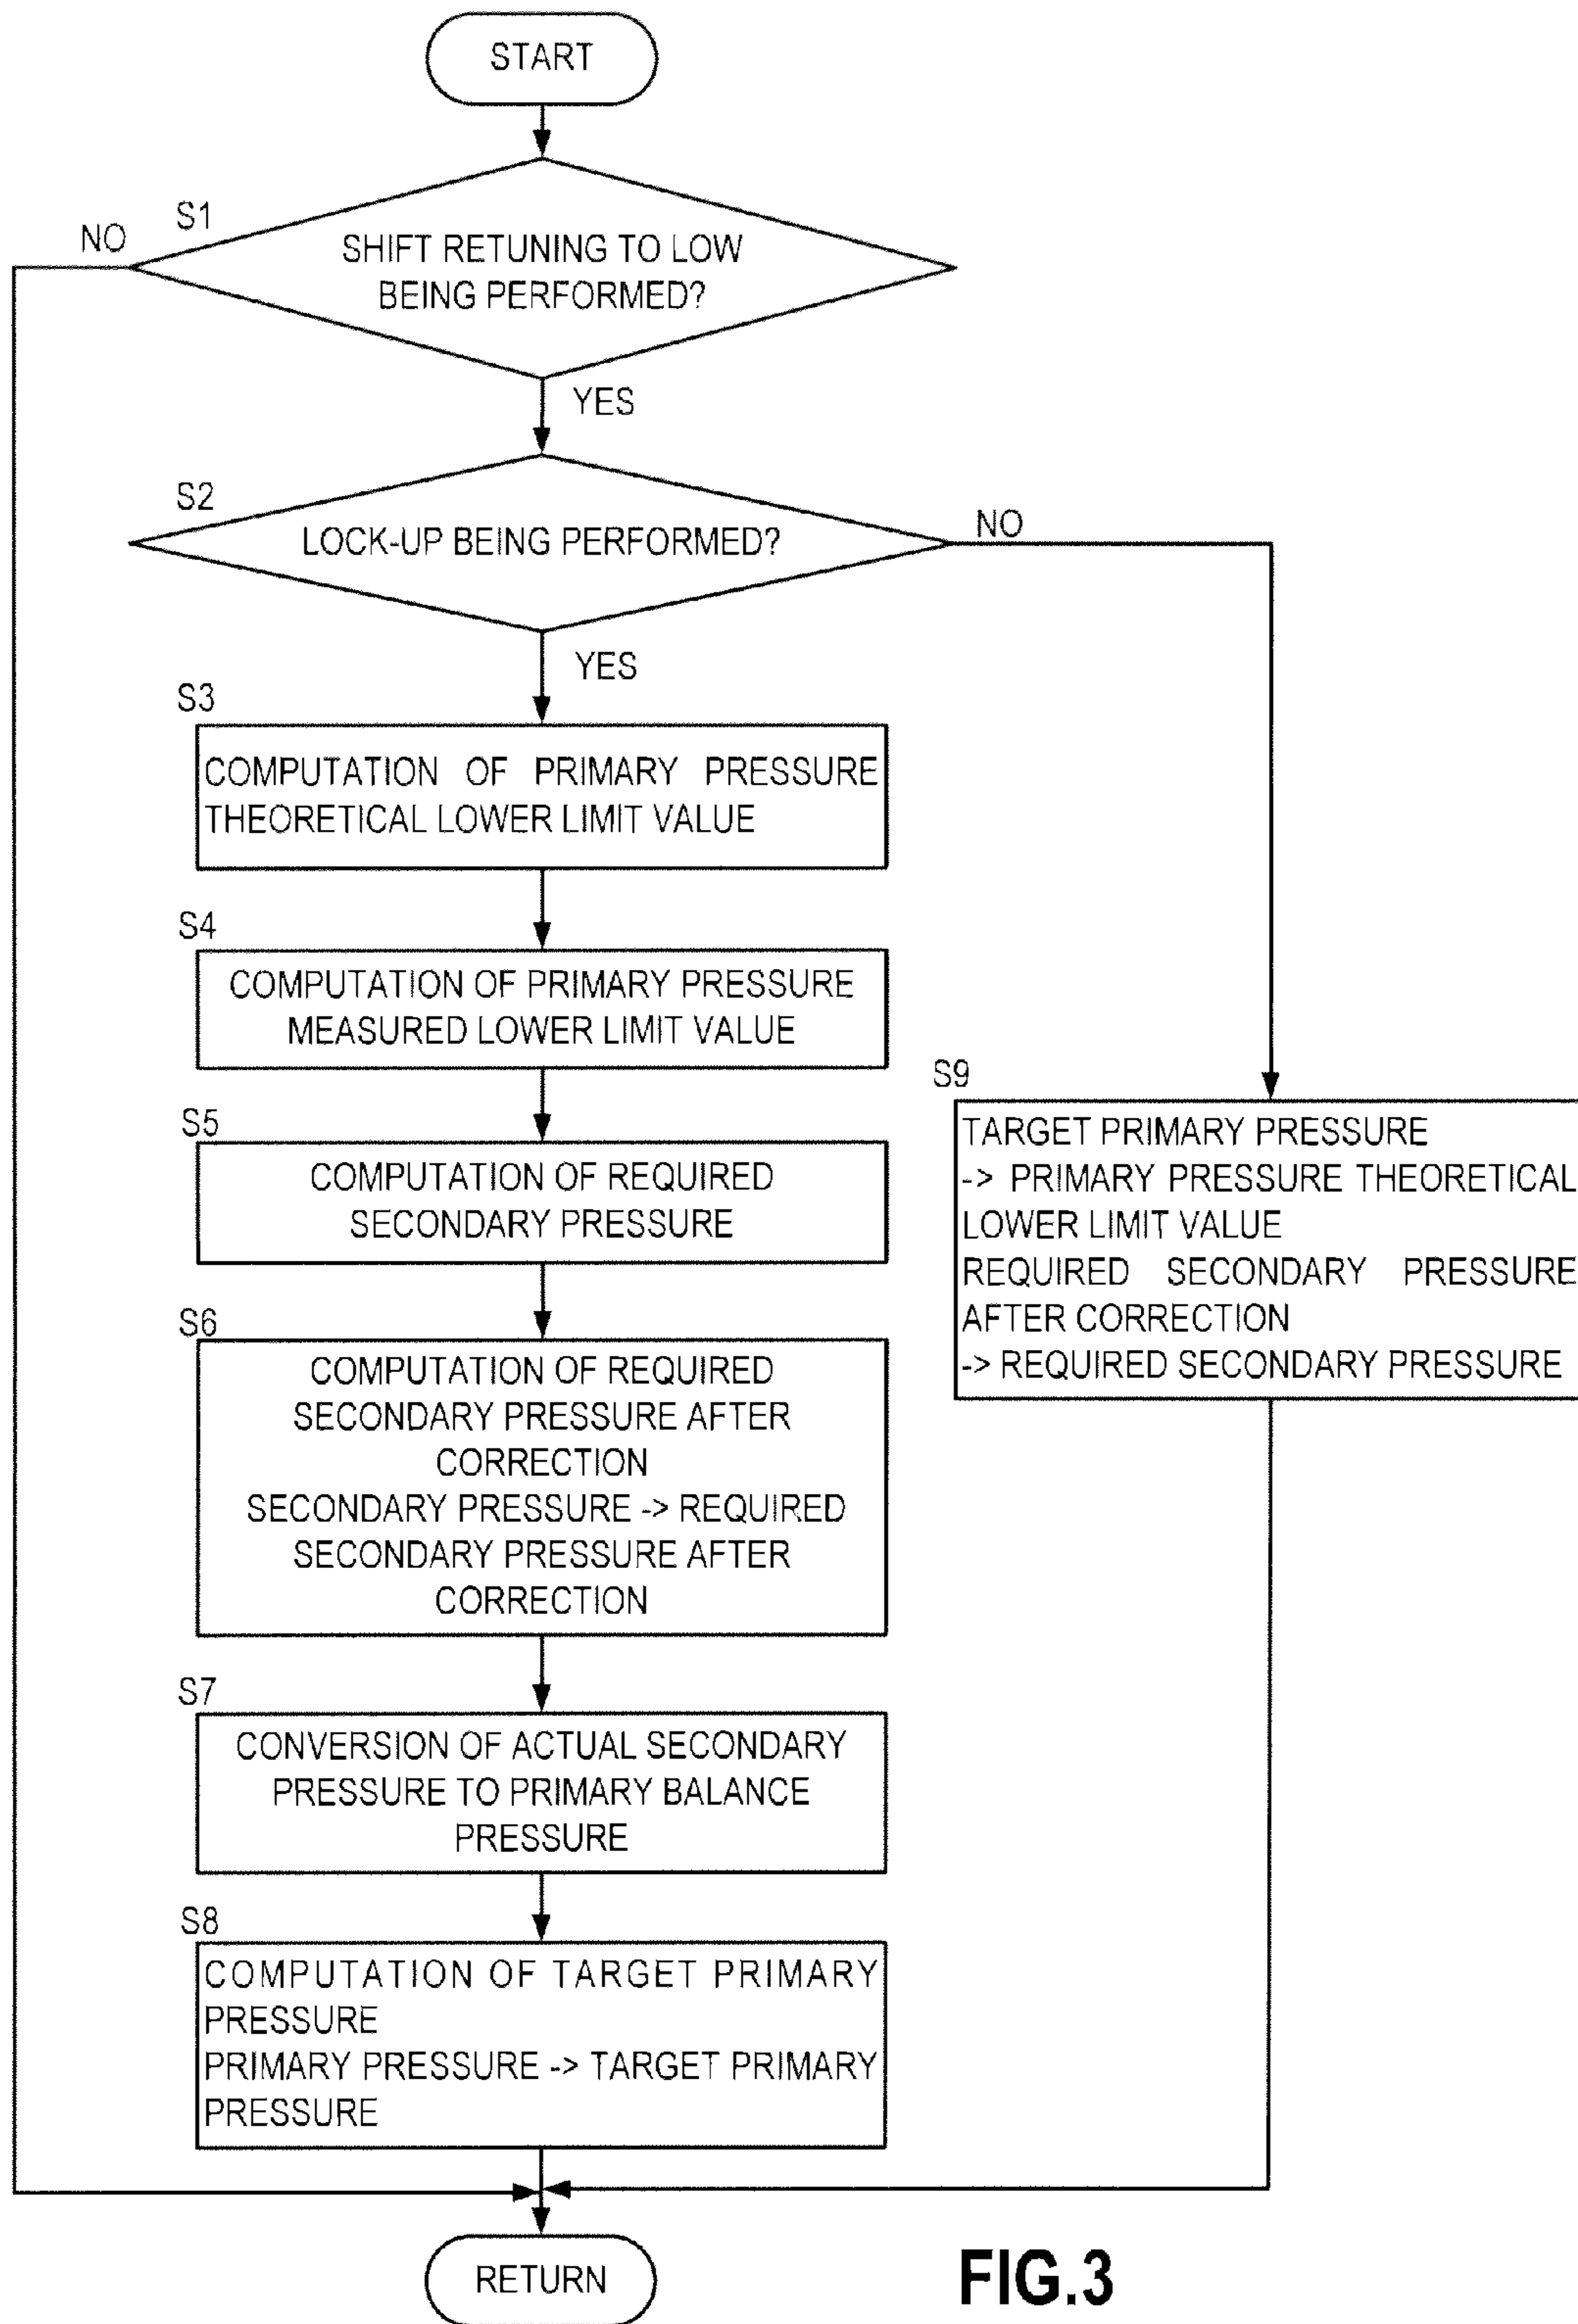 START
S1
NO
SHIFT RETUNING TO LOW
BEING PERFORMED?
YES
S2
LOCK-UP BEING PERFORMED?
NO
YES
S3
COMPUTATION OF PRIMARY PRESSURE
THEORETICAL LOWER LIMIT VALUE
S4
COMPUTATION OF PRIMARY PRESSURE
MEASURED LOWER LIMIT VALUE
S5
COMPUTATION OF REQUIRED
SECONDARY PRESSURE
S6
COMPUTATION OF REQUIRED
SECONDARY PRESSURE AFTER
CORRECTION
SECONDARY PRESSURE -> REQUIRED
SECONDARY PRESSURE AFTER
CORRECTION
S7
CONVERSION OF ACTUAL SECONDARY
PRESSURE TO PRIMARY BALANCE
PRESSURE
S8
COMPUTATION OF TARGET PRIMARY
PRESSURE
PRIMARY PRESSURE -> TARGET PRIMARY
PRESSURE
S9
TARGET PRIMARY PRESSURE
-> PRIMARY PRESSURE THEORETICAL
LOWER LIMIT VALUE
REQUIRED SECONDARY PRESSURE
AFTER CORRECTION
-> REQUIRED SECONDARY PRESSURE
RETURN
FIG.3